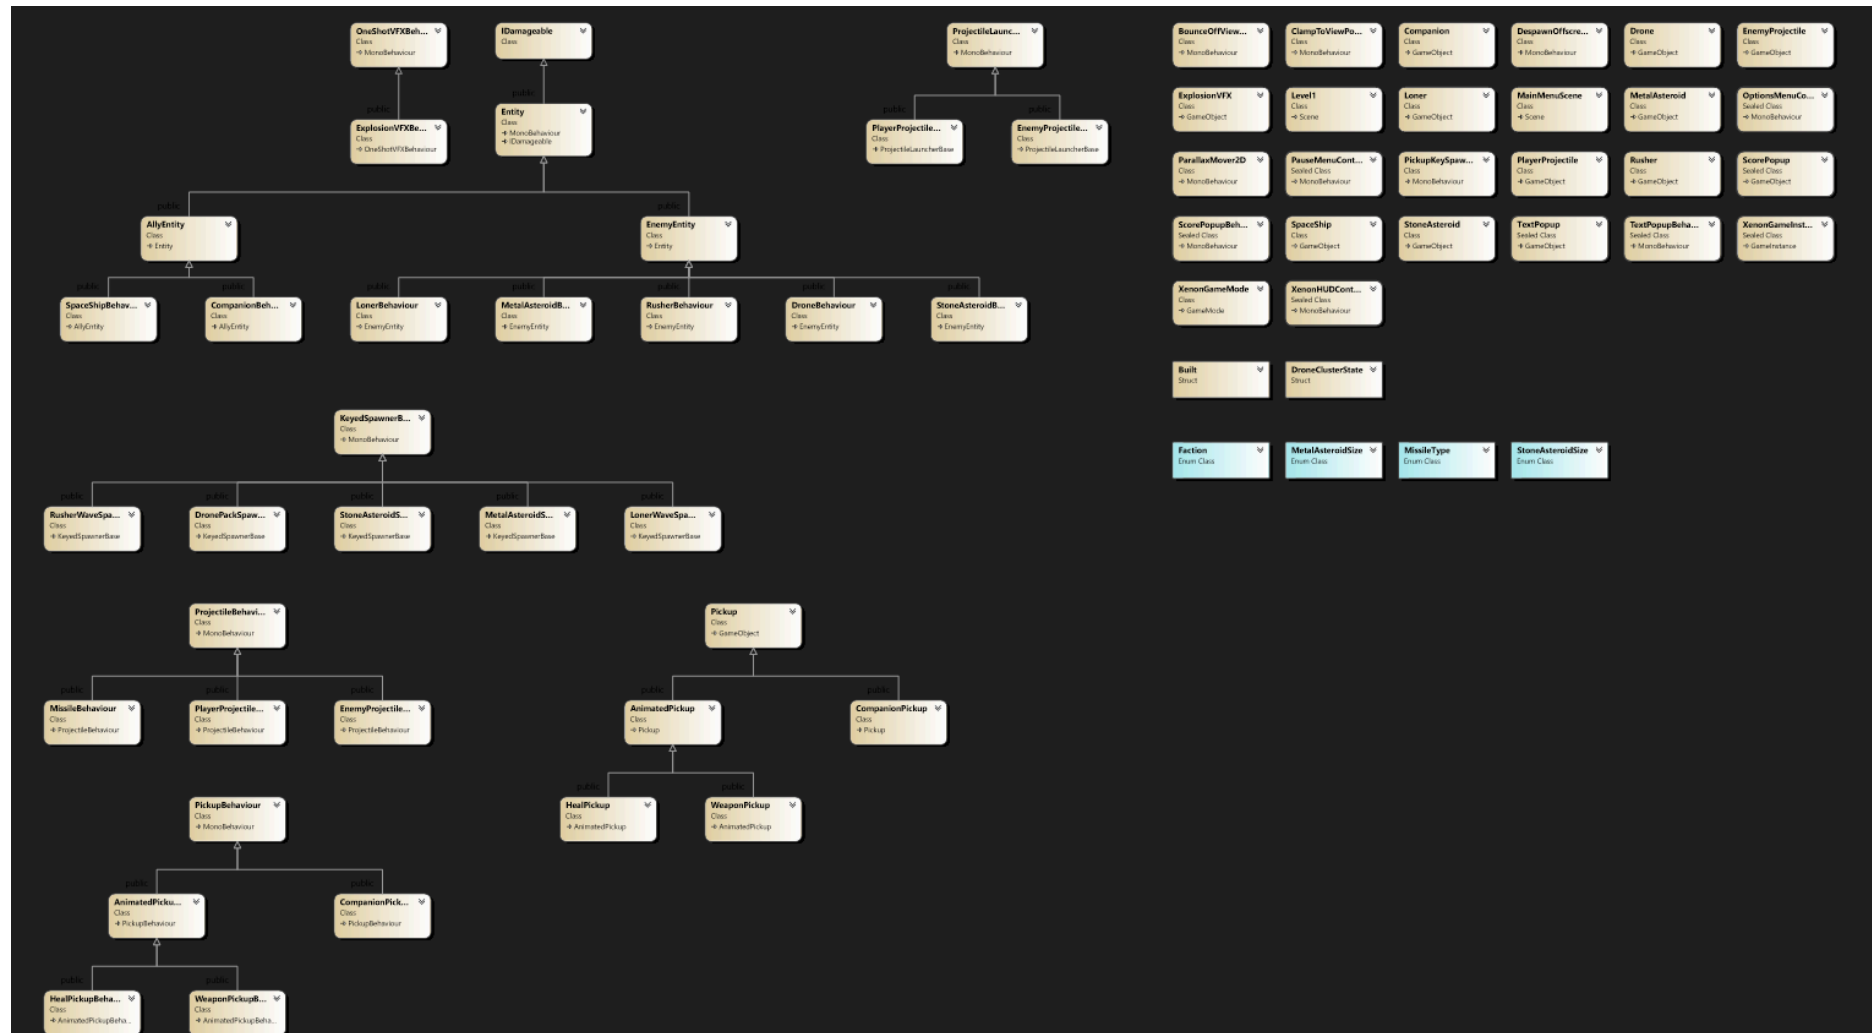 OneShotVFXBeh...
Class
MonoBehaviour
IDamageable
Class
ProjectileLaunc...
Class
MonoBehaviour
BounceOffView...
Class
MonoBehaviour
ClampToViewPo...
Class
MonoBehaviour
Companion
Class
GameObject
DespawnOffscre...
Class
MonoBehaviour
Drone
Class
GameObject
EnemyProjectile
Class
GameObject
public
public
public
public
ExplosionVFXBe...
Class
OneShotVFXBehaviour
Entity
Class
MonoBehaviour
IDamageable
PlayerProjectile...
Class
ProjectileLauncherBase
EnemyProjectile...
Class
ProjectileLauncherBase
ExplosionVFX
Class
GameObject
Level1
Class
Scene
Loner
Class
GameObject
MainMenuScene
Class
Scene
MetalAsteroid
Class
GameObject
OptionsMenuCo...
Sealed Class
MonoBehaviour
ParallaxMover2D
Class
MonoBehaviour
PauseMenuCont...
Sealed Class
MonoBehaviour
PickupKeySpaw...
Class
MonoBehaviour
PlayerProjectile
Class
GameObject
Rusher
Class
GameObject
ScorePopup
Sealed Class
GameObject
public
public
AllyEntity
Class
Entity
EnemyEntity
Class
Entity
ScorePopupBeh...
Sealed Class
MonoBehaviour
SpaceShip
Class
GameObject
StoneAsteroid
Class
GameObject
TextPopup
Sealed Class
GameObject
TextPopupBeha...
Sealed Class
MonoBehaviour
XenonGameInst...
Sealed Class
GameInstance
public
public
public
public
public
public
public
SpaceShipBehav...
Class
AllyEntity
CompanionBeh...
Class
AllyEntity
LonerBehaviour
Class
EnemyEntity
MetalAsteroidB...
Class
EnemyEntity
RusherBehaviour
Class
EnemyEntity
DroneBehaviour
Class
EnemyEntity
StoneAsteroidB...
Class
EnemyEntity
XenonGameMode
Class
GameMode
XenonHUDCont...
Sealed Class
MonoBehaviour
Built
Struct
DroneClusterState
Struct
KeyedSpawnerB...
Class
MonoBehaviour
Faction
Enum Class
MetalAsteroidSize
Enum Class
MissileType
Enum Class
StoneAsteroidSize
Enum Class
public
public
public
public
public
RusherWaveSpa...
Class
KeyedSpawnerBase
DronePackSpaw...
Class
KeyedSpawnerBase
StoneAsteroidS...
Class
KeyedSpawnerBase
MetalAsteroidS...
Class
KeyedSpawnerBase
LonerWaveSpa...
Class
KeyedSpawnerBase
ProjectileBehavi...
Class
MonoBehaviour
Pickup
Class
GameObject
public
public
public
public
public
MissileBehaviour
Class
ProjectileBehaviour
PlayerProjectile...
Class
ProjectileBehaviour
EnemyProjectile...
Class
ProjectileBehaviour
AnimatedPickup
Class
Pickup
CompanionPickup
Class
Pickup
public
public
PickupBehaviour
Class
MonoBehaviour
HealPickup
Class
AnimatedPickup
WeaponPickup
Class
AnimatedPickup
public
public
AnimatedPicku...
Class
PickupBehaviour
CompanionPick...
Class
PickupBehaviour
public
public
HealPickupBeha...
Class
AnimatedPickupBeha...
WeaponPickupB...
Class
AnimatedPickupBeha...